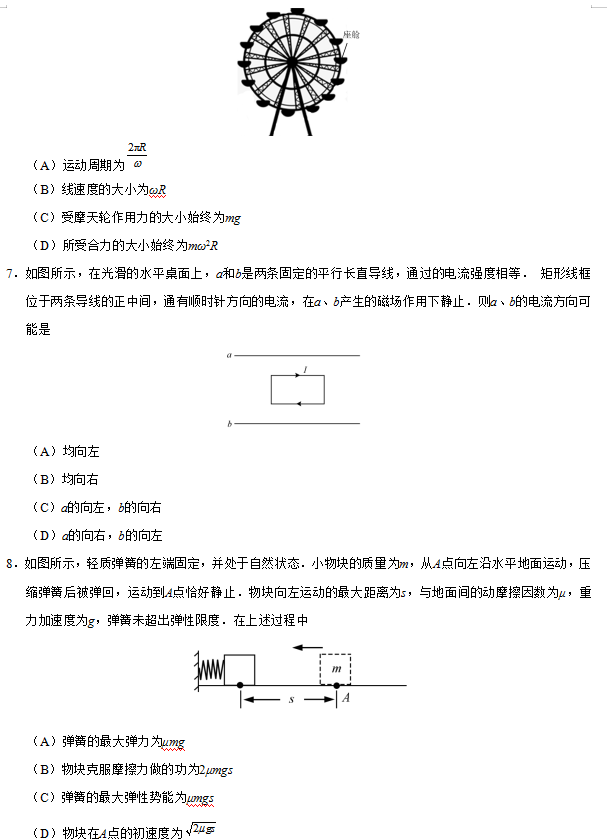 座舱
（A）运动周期为2πR/ω
（B）线速度的大小为ωR
（C）受摩天轮作用力的大小始终为mg
（D）所受合力的大小始终为mω²R
7．如图所示，在光滑的水平桌面上，a和b是两条固定的平行长直导线，通过的电流强度相等． 矩形线框
位于两条导线的正中间，通有顺时针方向的电流，在a、b产生的磁场作用下静止．则a、b的电流方向可
能是
a
I
b
（A）均向左
（B）均向右
（C）a的向左，b的向右
（D）a的向右，b的向左
8．如图所示，轻质弹簧的左端固定，并处于自然状态．小物块的质量为m，从A点向左沿水平地面运动，压
缩弹簧后被弹回，运动到A点恰好静止．物块向左运动的最大距离为s，与地面间的动摩擦因数为μ，重
力加速度为g，弹簧未超出弹性限度．在上述过程中
m
s
A
（A）弹簧的最大弹力为μmg
（B）物块克服摩擦力做的功为2μmgs
（C）弹簧的最大弹性势能为μmgs
（D）物块在A点的初速度为√2μgs